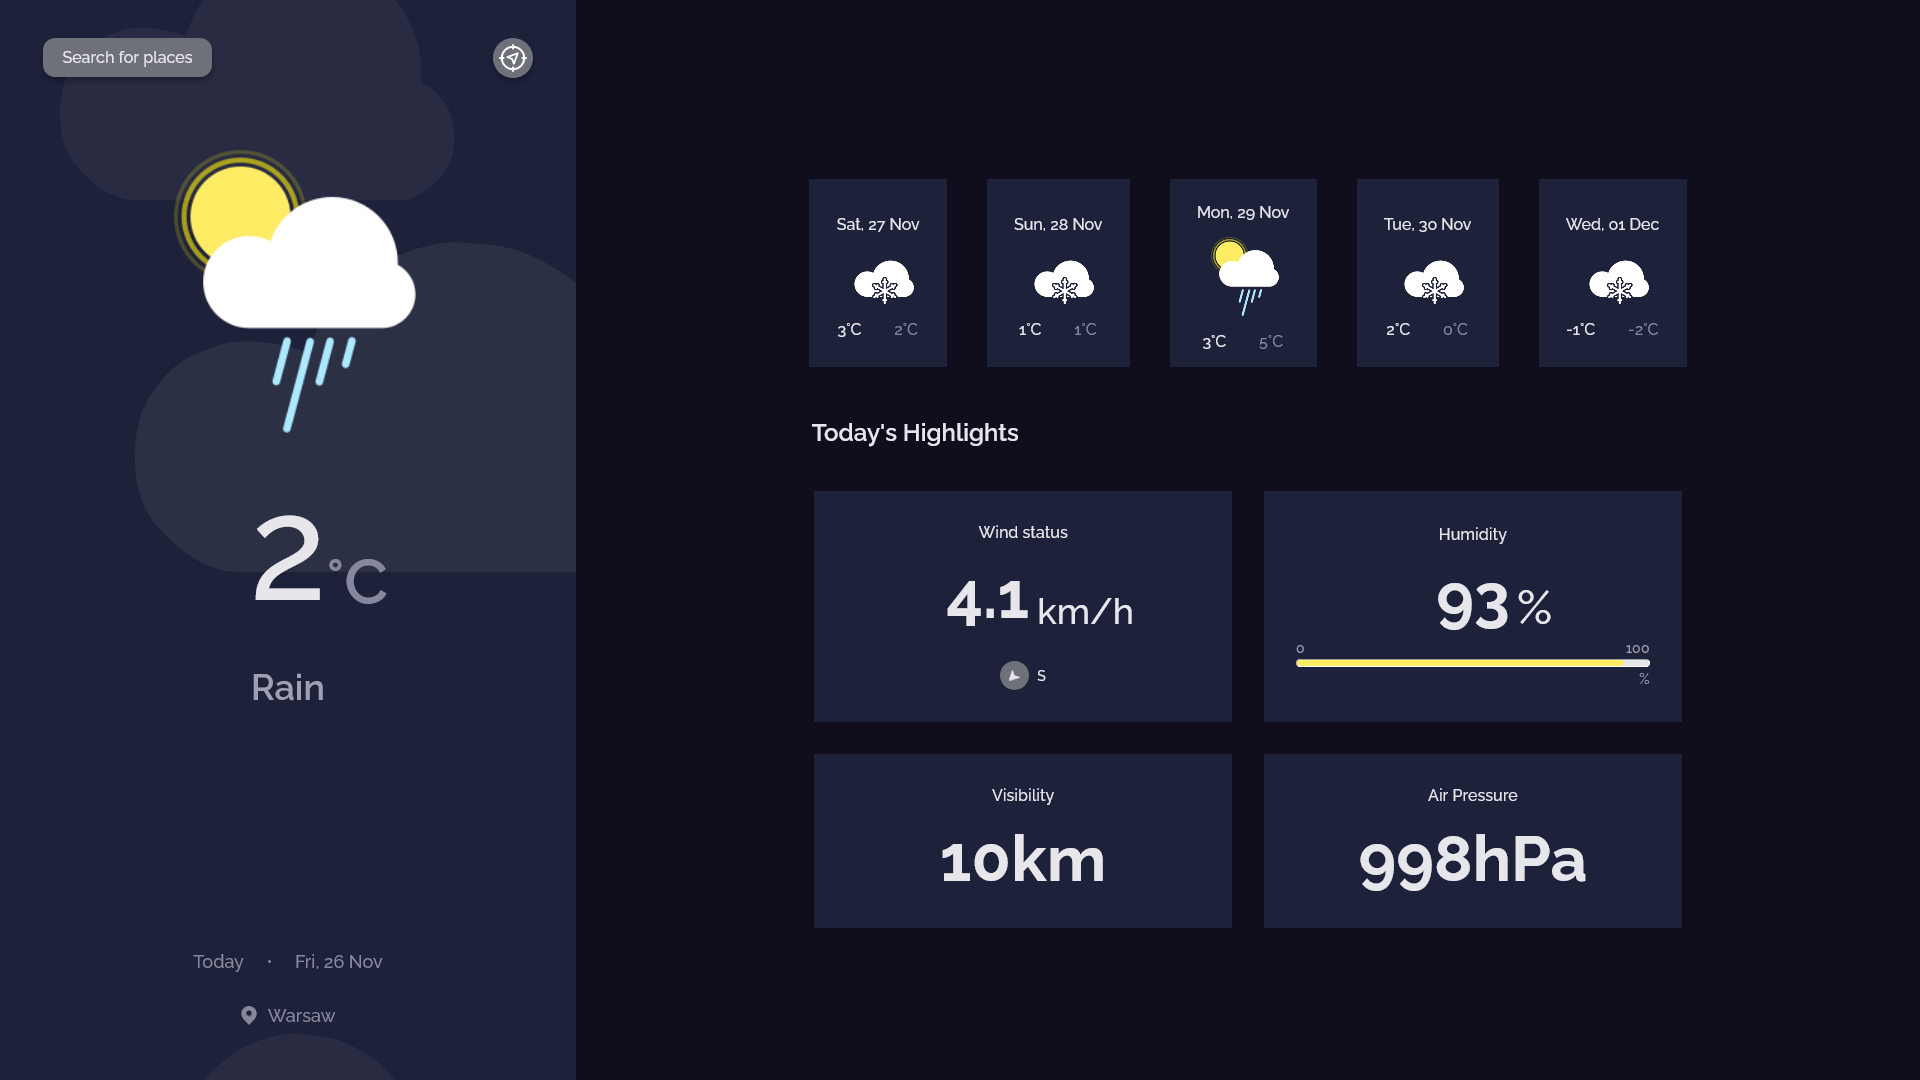 Search for places
2°C
Rain
Today • Fri, 26 Nov
Warsaw
Sat, 27 Nov
3°C 2°C
Sun, 28 Nov
1°C 1°C
Mon, 29 Nov
3°C 5°C
Tue, 30 Nov
2°C 0°C
Wed, 01 Dec
-1°C -2°C
Today's Highlights
Wind status
4.1 km/h
S
Humidity
93 %
0 100
%
Visibility
10km
Air Pressure
998hPa